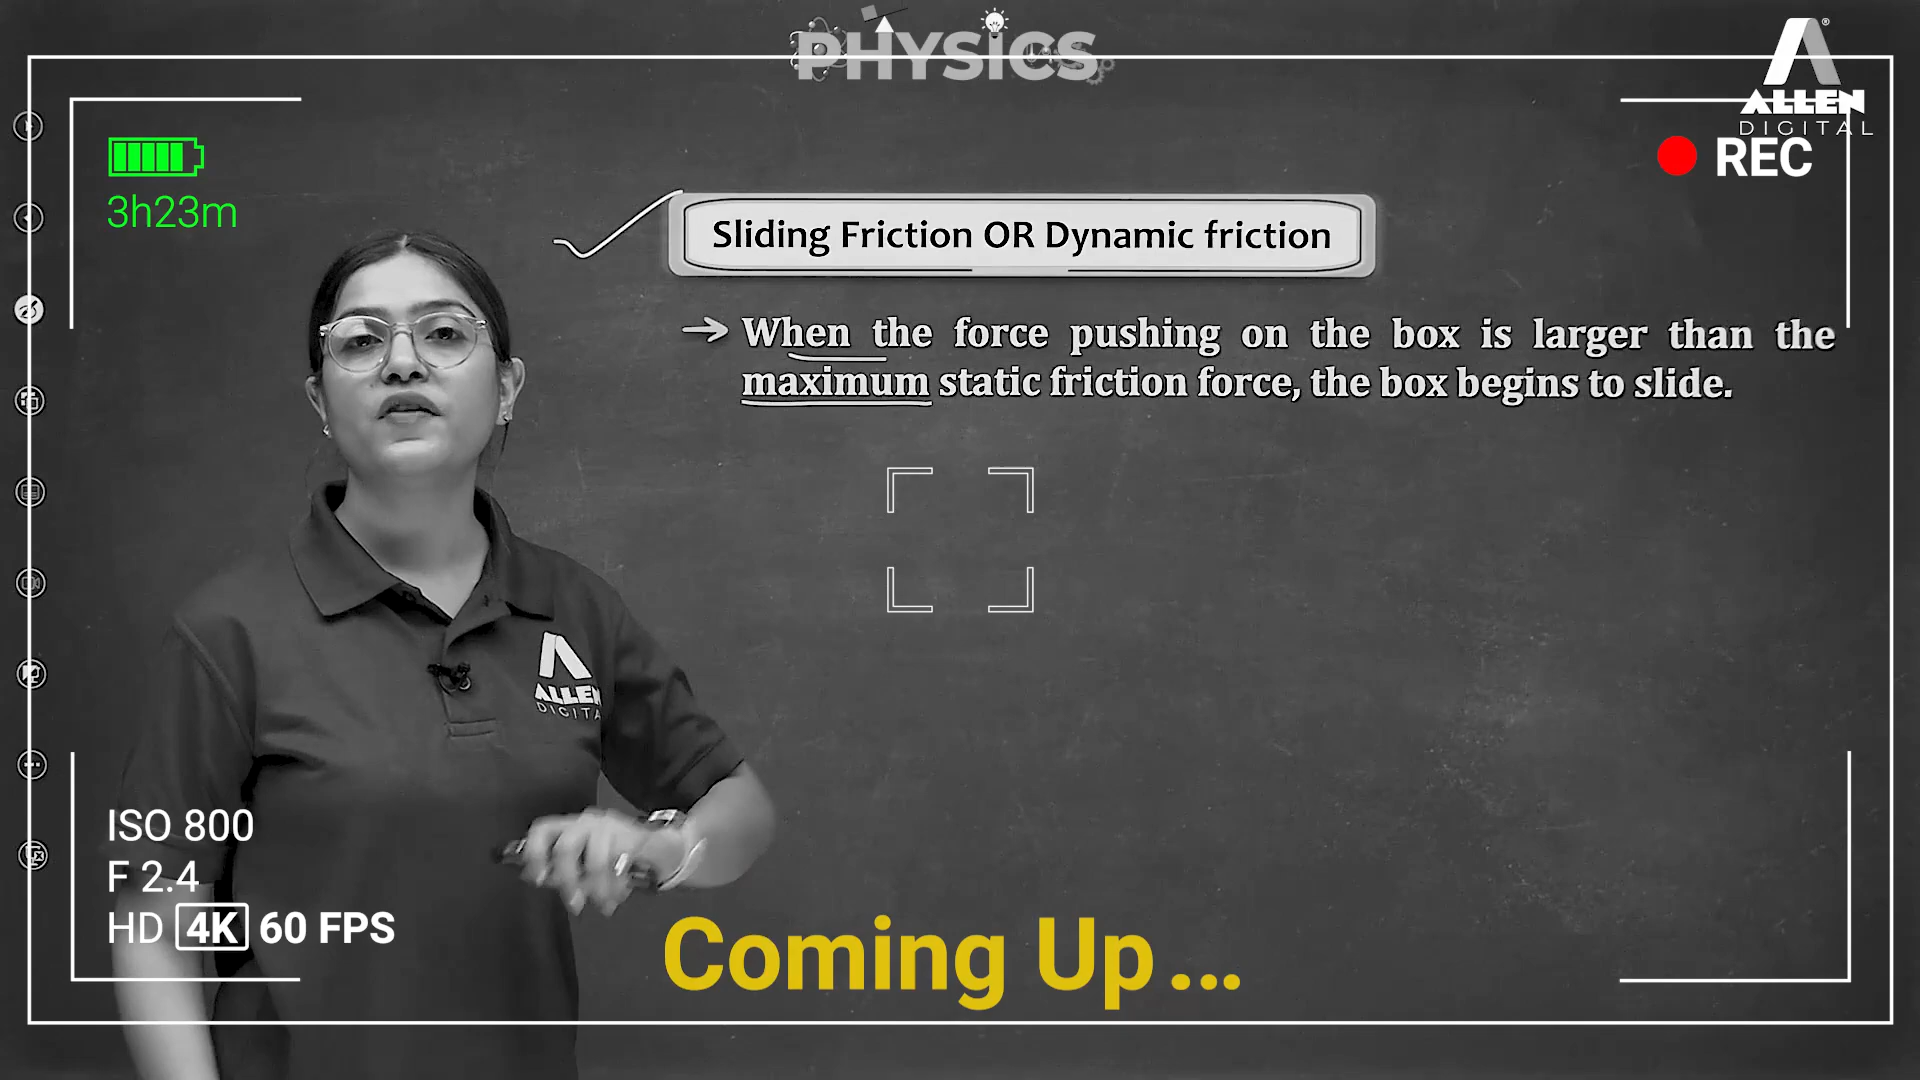 PHYSICS
ALLEN
DIGITAL
REC
3h23m
Sliding Friction OR Dynamic friction
When the force pushing on the box is larger than the
maximum static friction force, the box begins to slide.
ALLEN
ISO 800
F 2.4
HD 4K 60 FPS
Coming Up...